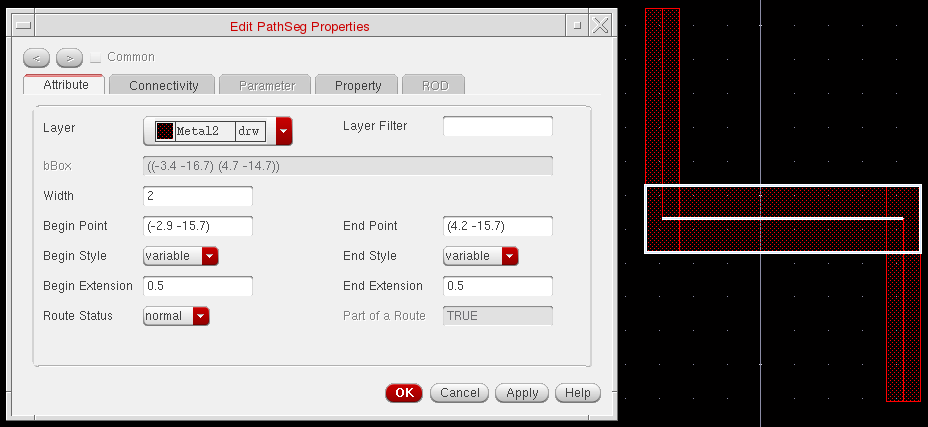 Edit PathSeg Properties
< > Common
Attribute Connectivity Parameter Property ROD
Layer Metal2 drw Layer Filter
bBox ((-3.4 -16.7) (4.7 -14.7))
Width 2
Begin Point (-2.9 -15.7) End Point (4.2 -15.7)
Begin Style variable End Style variable
Begin Extension 0.5 End Extension 0.5
Route Status normal Part of a Route TRUE
OK Cancel Apply Help